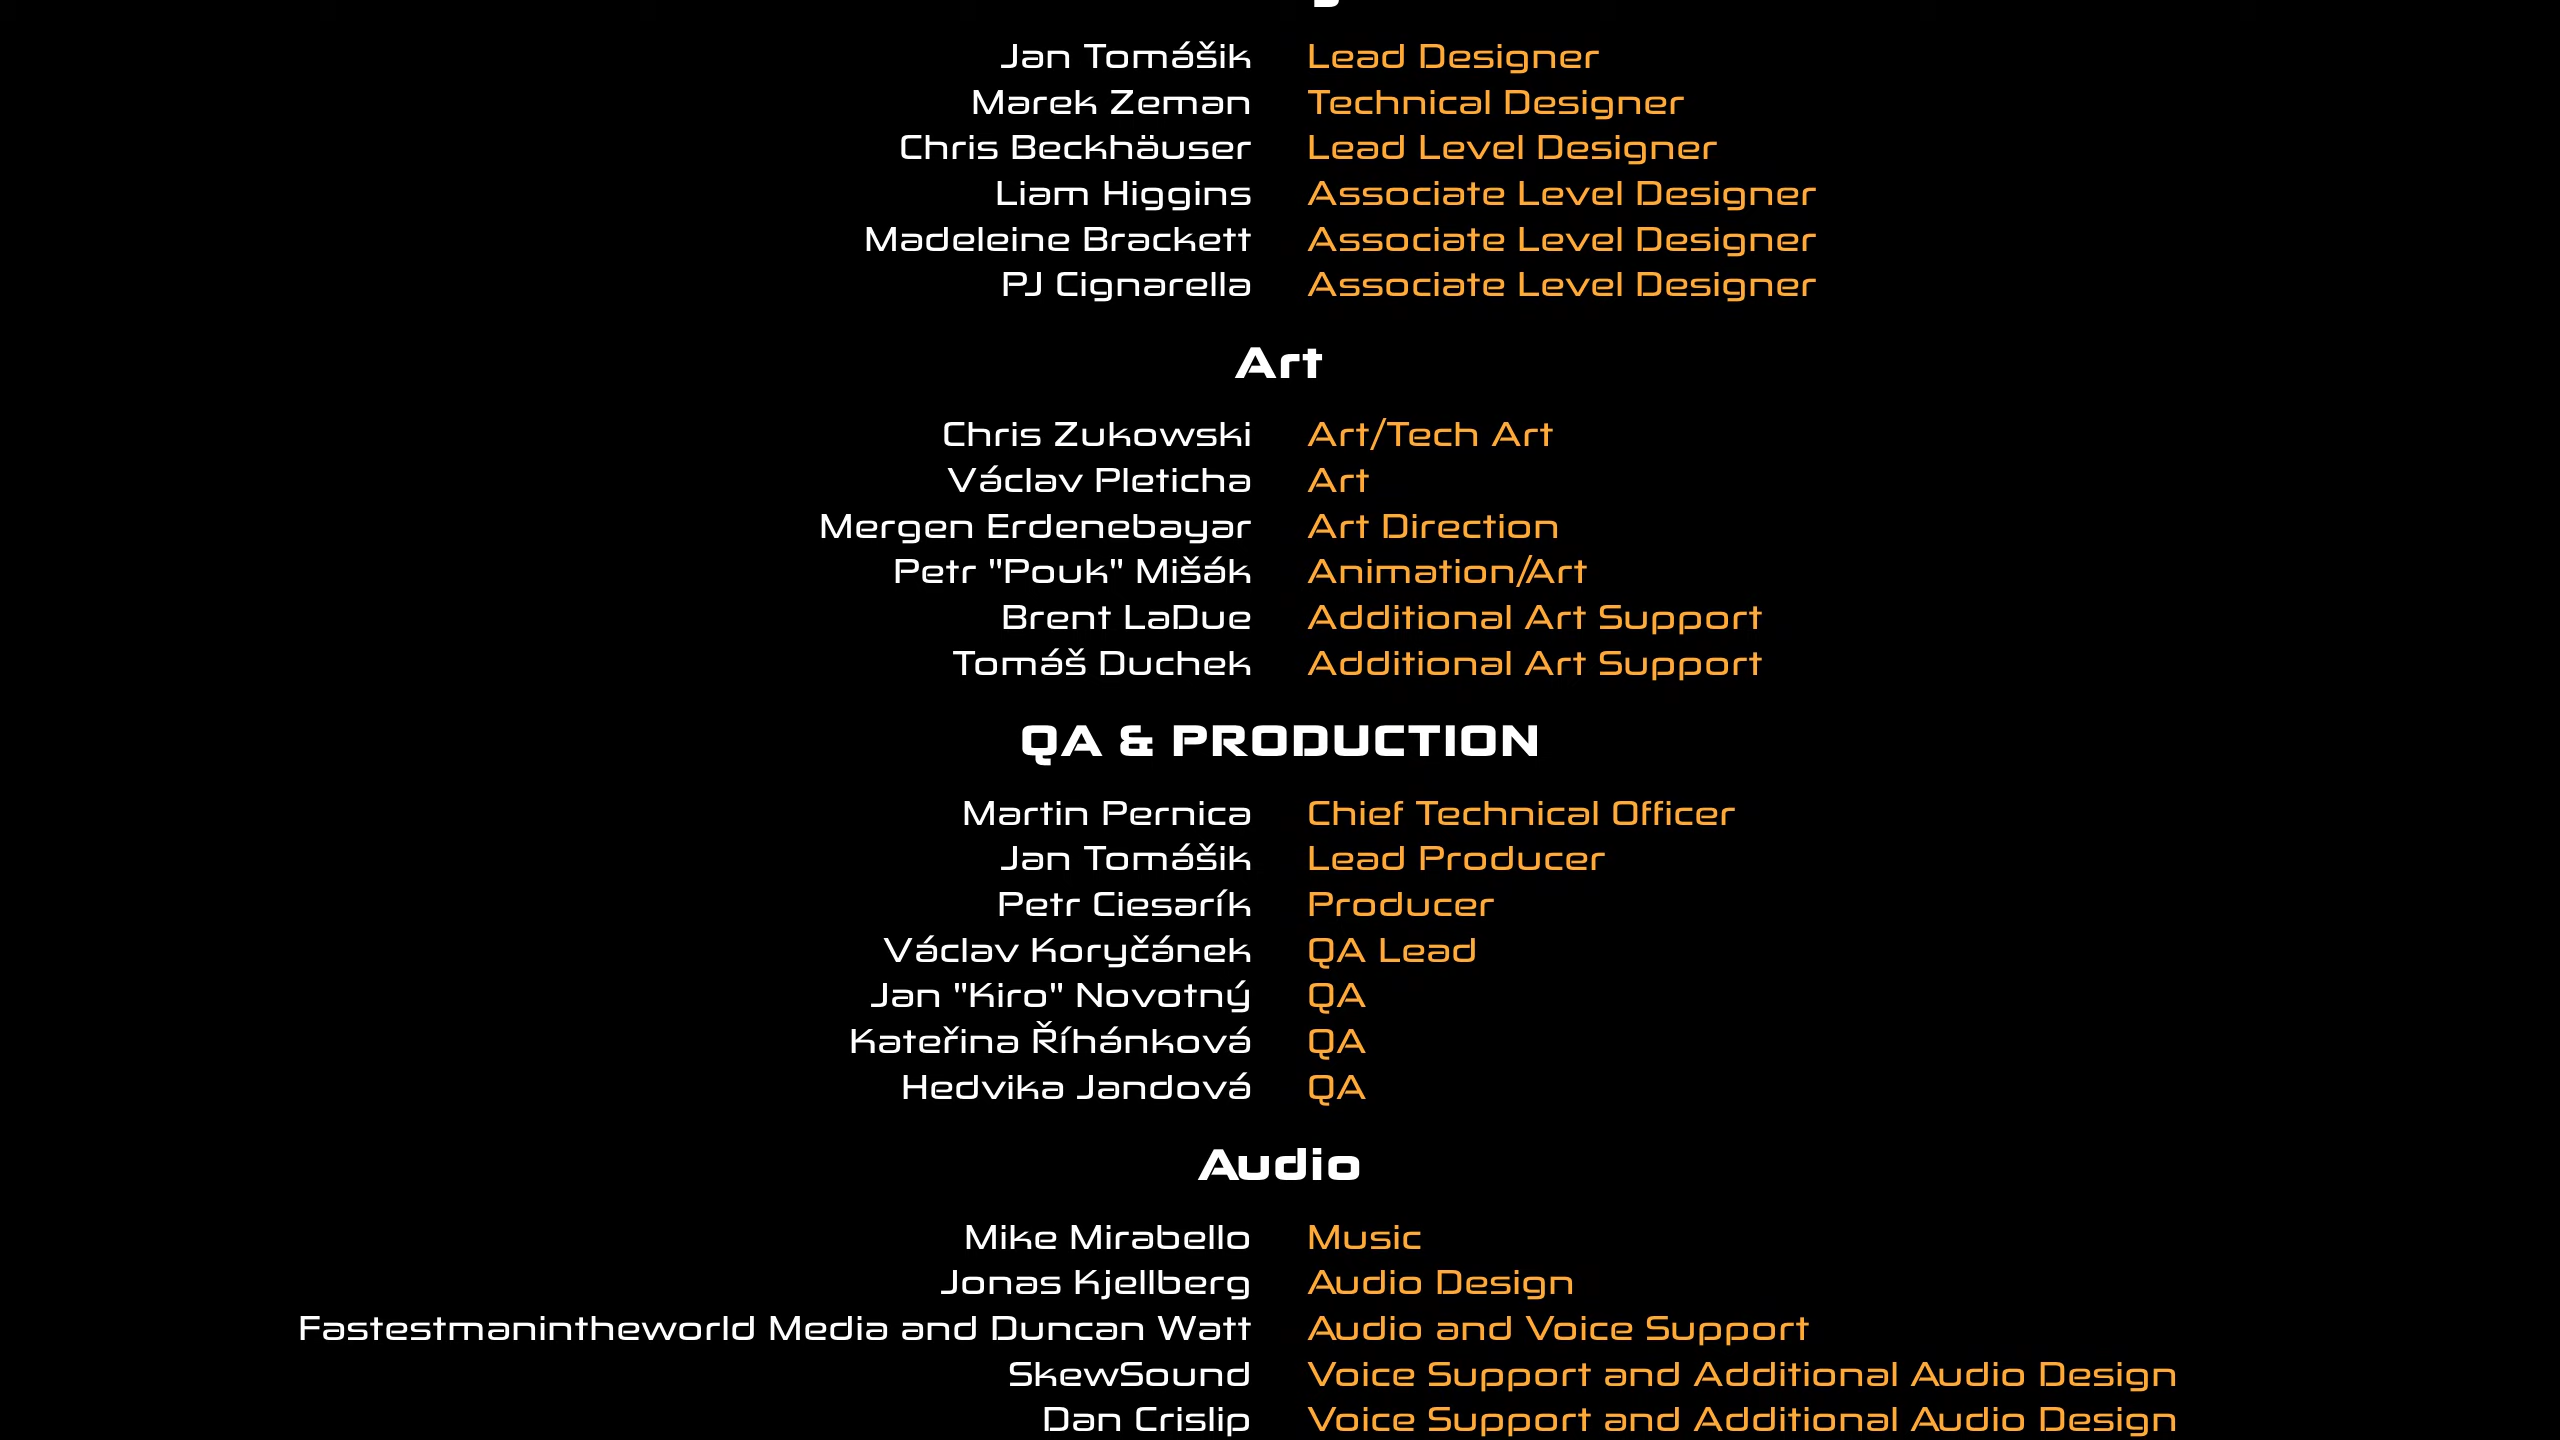 Jan Tomášik Lead Designer
Marek Zeman Technical Designer
Chris Beckhäuser Lead Level Designer
Liam Higgins Associate Level Designer
Madeleine Brackett Associate Level Designer
PJ Cignarella Associate Level Designer
Art
Chris Zukowski Art/Tech Art
Václav Pleticha Art
Mergen Erdenebayar Art Direction
Petr "Pouk" Mišák Animation/Art
Brent LaDue Additional Art Support
Tomáš Duchek Additional Art Support
QA & PRODUCTION
Martin Pernica Chief Technical Officer
Jan Tomášik Lead Producer
Petr Ciesarík Producer
Václav Koryčánek QA Lead
Jan "Kiro" Novotný QA
Kateřina Říhánková QA
Hedvika Jandová QA
Audio
Mike Mirabello Music
Jonas Kjellberg Audio Design
Fastestmanintheworld Media and Duncan Watt Audio and Voice Support
SkewSound Voice Support and Additional Audio Design
Dan Crislip Voice Support and Additional Audio Design